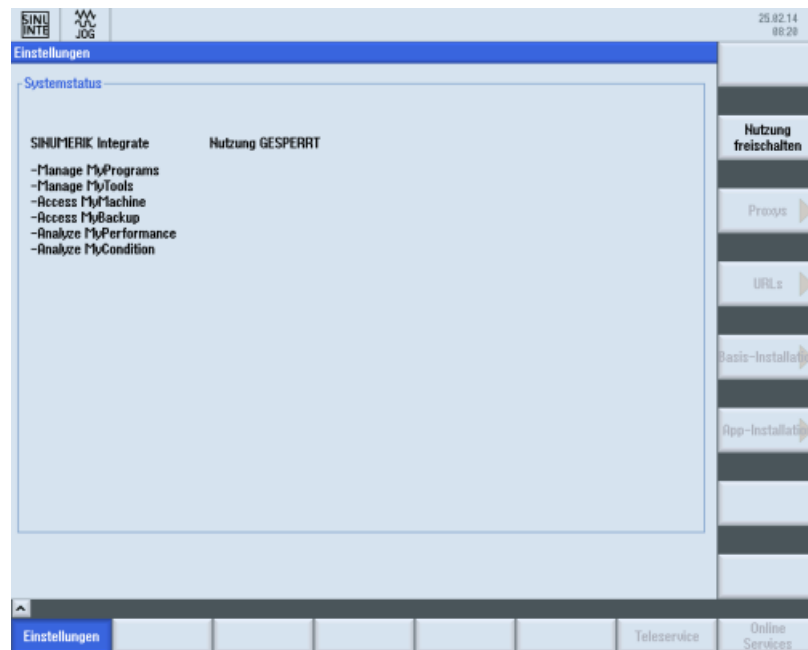 SINU
INTE
JOG
25.02.14
08:20
Einstellungen
Systemstatus
SINUMERIK Integrate Nutzung GESPERRT
-Manage MyPrograms
-Manage MyTools
-Access MyMachine
-Access MyBackup
-Analyze MyPerformance
-Analyze MyCondition
Nutzung
freischalten
Proxys
URLs
Basis-Installatio
App-Installatio
Einstellungen
Teleservice
Online
Services